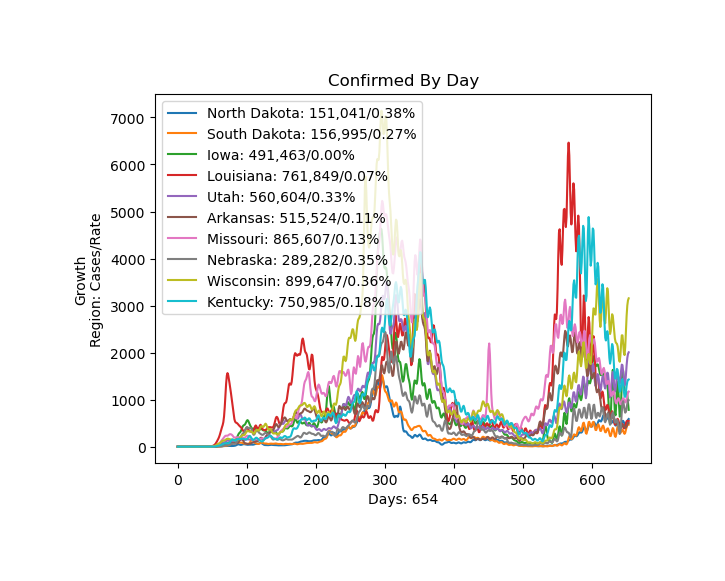 Confirmed By Day
7000
6000
5000
4000
3000
2000
1000
0
Growth
Region: Cases/Rate
North Dakota: 151,041/0.38%
South Dakota: 156,995/0.27%
Iowa: 491,463/0.00%
Louisiana: 761,849/0.07%
Utah: 560,604/0.33%
Arkansas: 515,524/0.11%
Missouri: 865,607/0.13%
Nebraska: 289,282/0.35%
Wisconsin: 899,647/0.36%
Kentucky: 750,985/0.18%
0 100 200 300 400 500 600
Days: 654